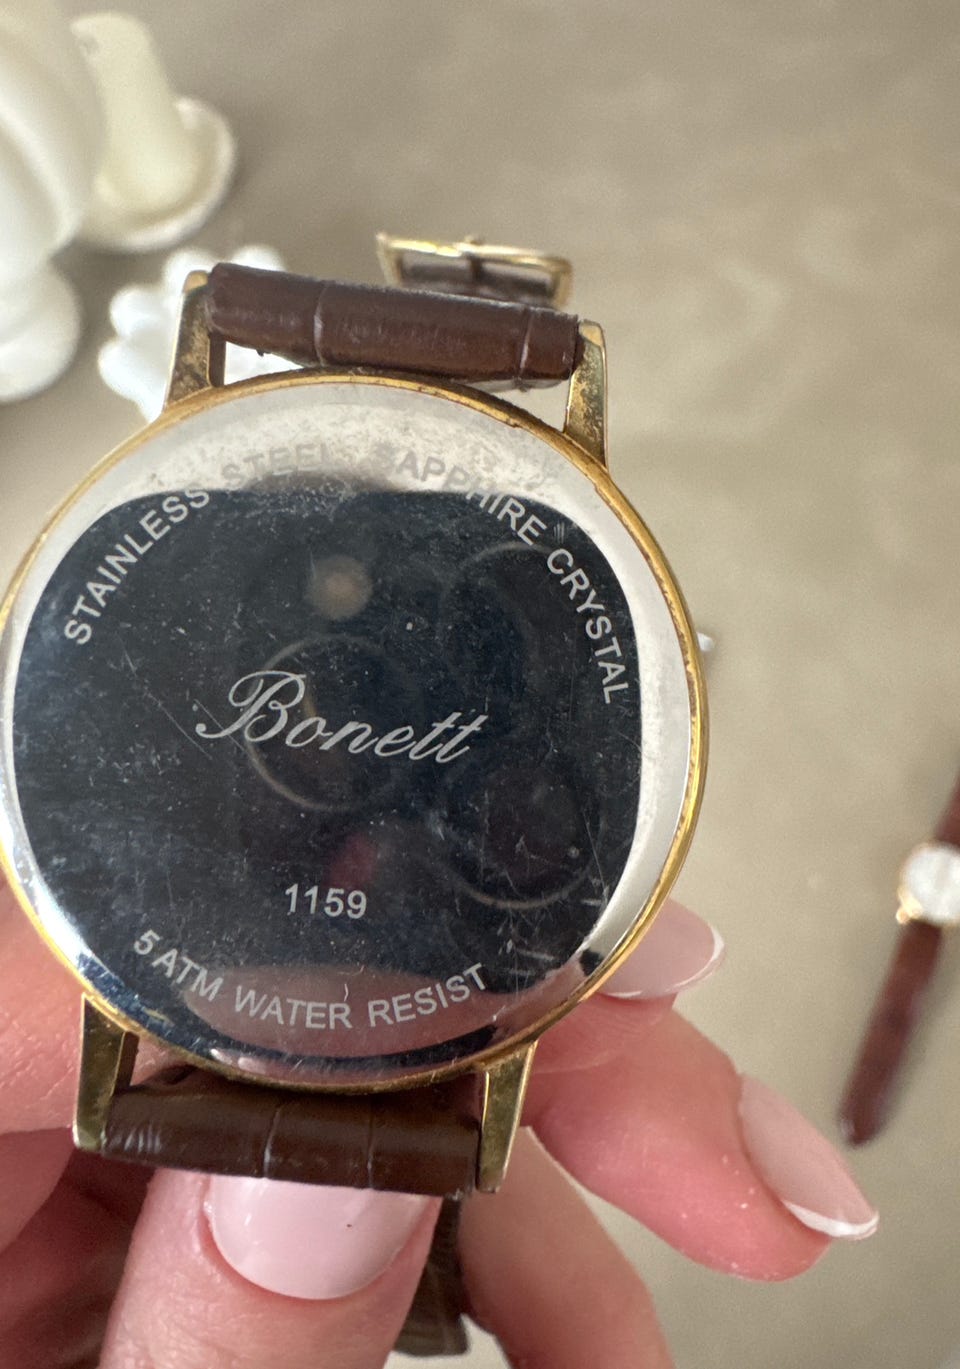 STAINLESS STEEL SAPPHIRE CRYSTAL
Bonett
1159
5 ATM WATER RESIST